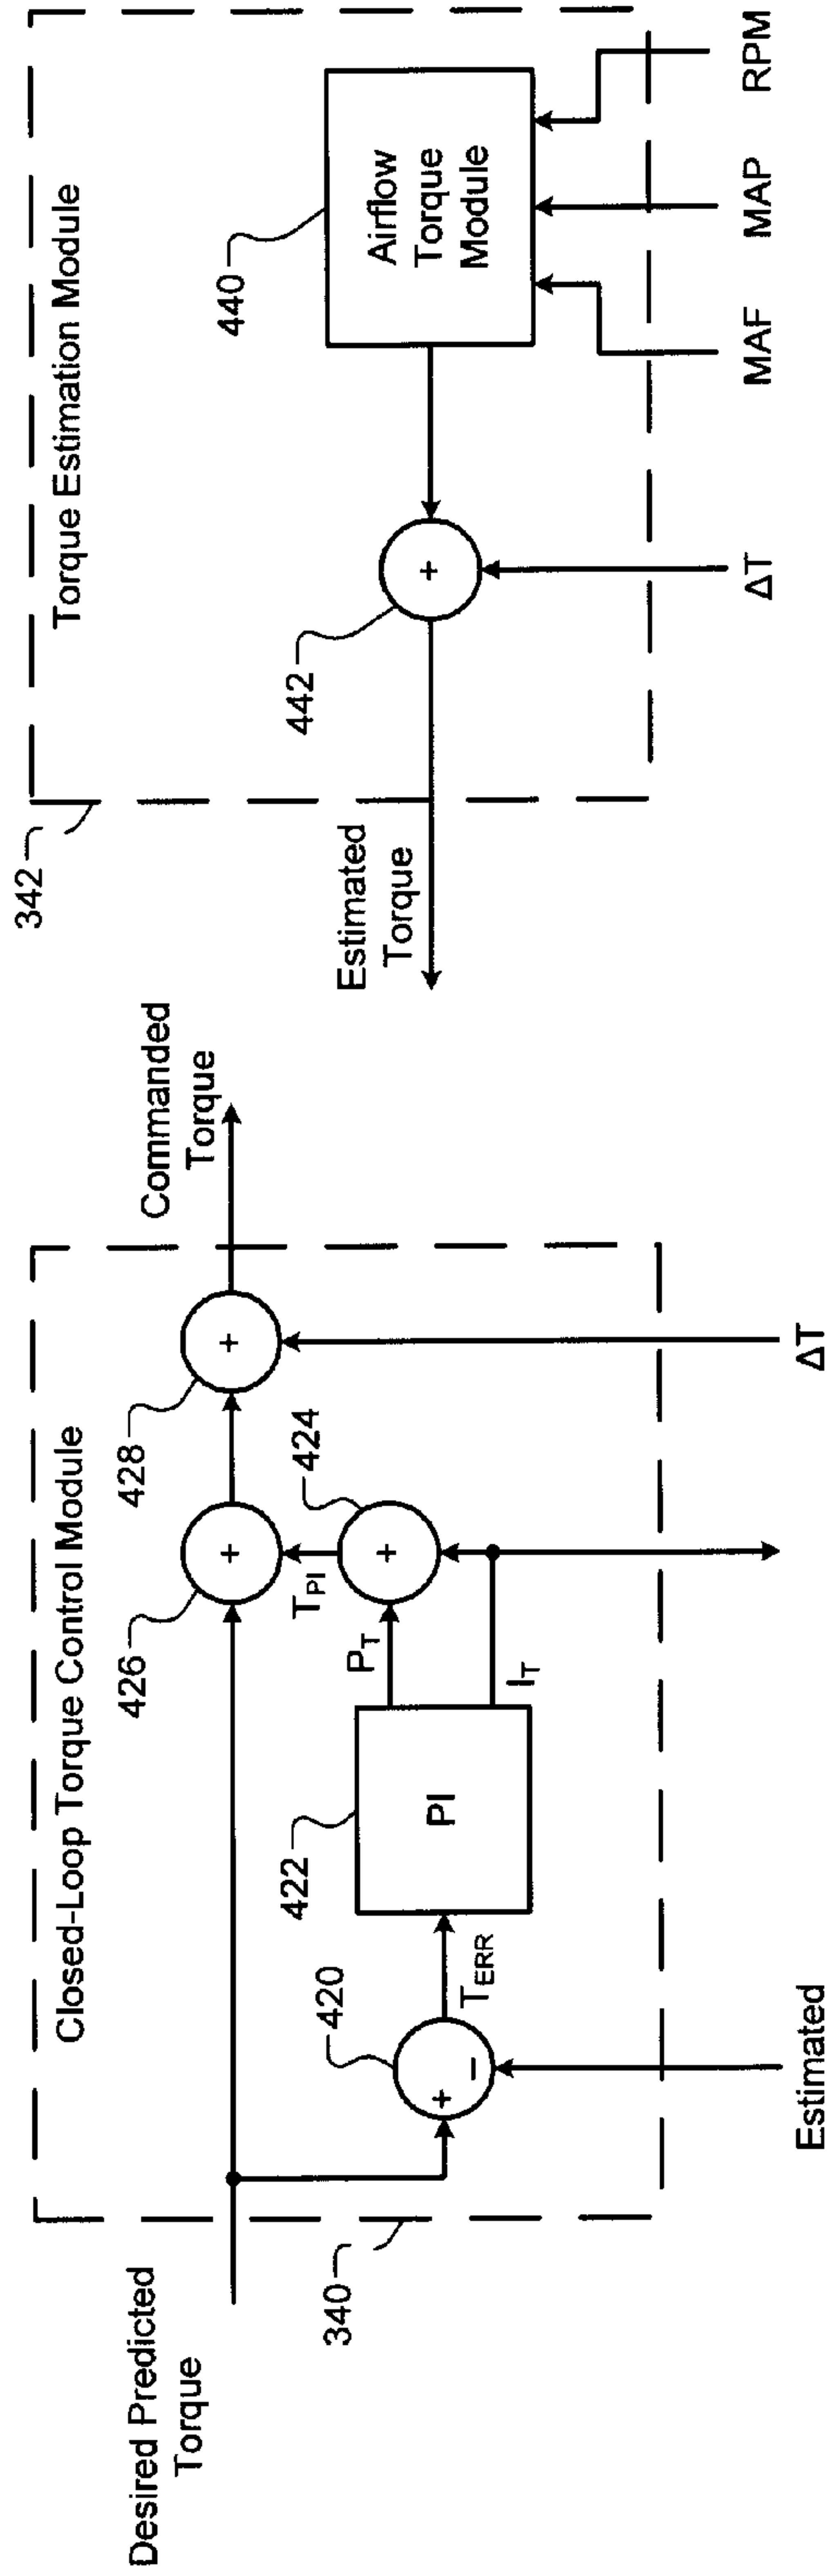 Closed-Loop Torque Control Module
Desired Predicted
Torque
340
420
+
−
T_ERR
422
PI
P_T
I_T
424
+
T_PI
426
+
428
+
Commanded
Torque
Estimated
ΔT
Torque Estimation Module
342
Estimated
Torque
442
+
440
Airflow
Torque
Module
ΔT
MAF
MAP
RPM